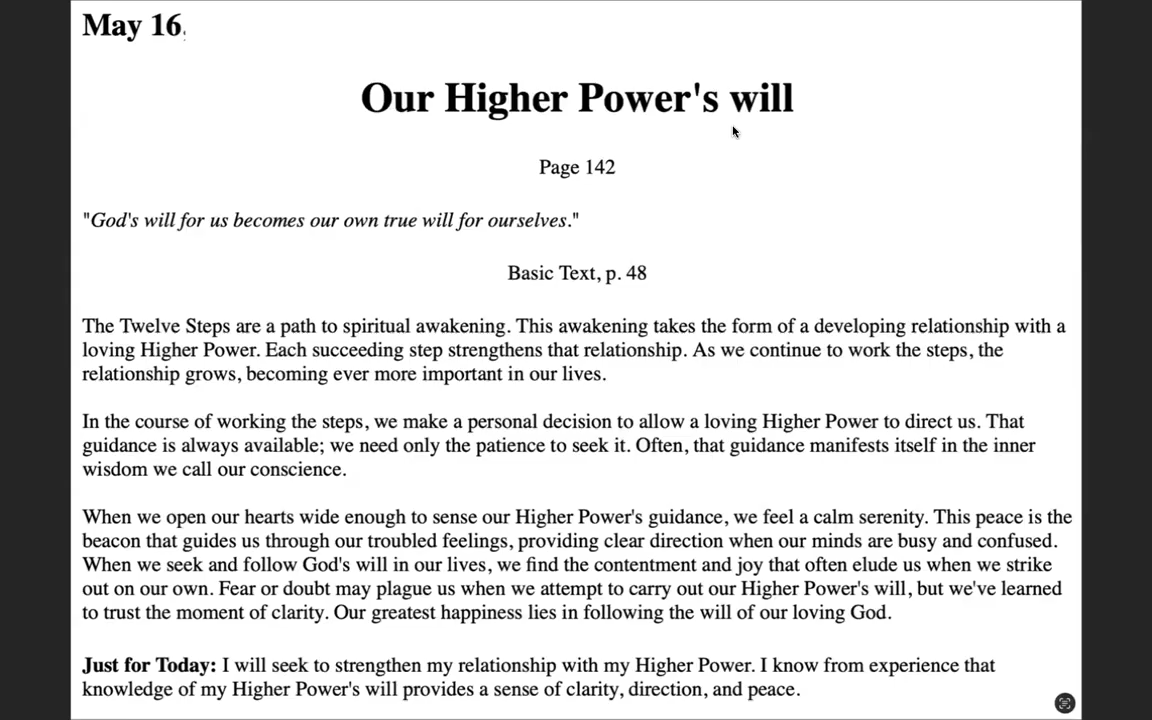 May 16
Our Higher Power's will
Page 142
"God's will for us becomes our own true will for ourselves."
Basic Text, p. 48
The Twelve Steps are a path to spiritual awakening. This awakening takes the form of a developing relationship with a
loving Higher Power. Each succeeding step strengthens that relationship. As we continue to work the steps, the
relationship grows, becoming ever more important in our lives.
In the course of working the steps, we make a personal decision to allow a loving Higher Power to direct us. That
guidance is always available; we need only the patience to seek it. Often, that guidance manifests itself in the inner
wisdom we call our conscience.
When we open our hearts wide enough to sense our Higher Power's guidance, we feel a calm serenity. This peace is the
beacon that guides us through our troubled feelings, providing clear direction when our minds are busy and confused.
When we seek and follow God's will in our lives, we find the contentment and joy that often elude us when we strike
out on our own. Fear or doubt may plague us when we attempt to carry out our Higher Power's will, but we've learned
to trust the moment of clarity. Our greatest happiness lies in following the will of our loving God.
Just for Today: I will seek to strengthen my relationship with my Higher Power. I know from experience that
knowledge of my Higher Power's will provides a sense of clarity, direction, and peace.